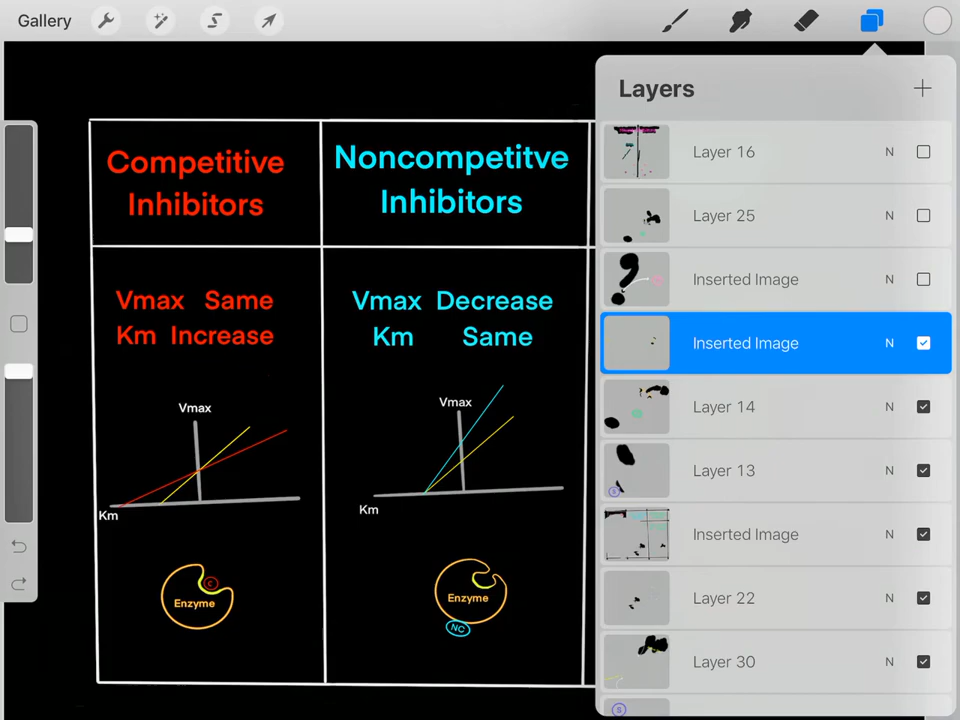 Gallery
Layers
Layer 16 N
Layer 25 N
Inserted Image N
Inserted Image N
Layer 14 N
Layer 13 N
Inserted Image N
Layer 22 N
Layer 30 N
Competitive
Inhibitors
Noncompetitve
Inhibitors
Vmax Same
Km Increase
Vmax Decrease
Km Same
Vmax
Km
Vmax
Km
Enzyme
C
Enzyme
NC
S
S